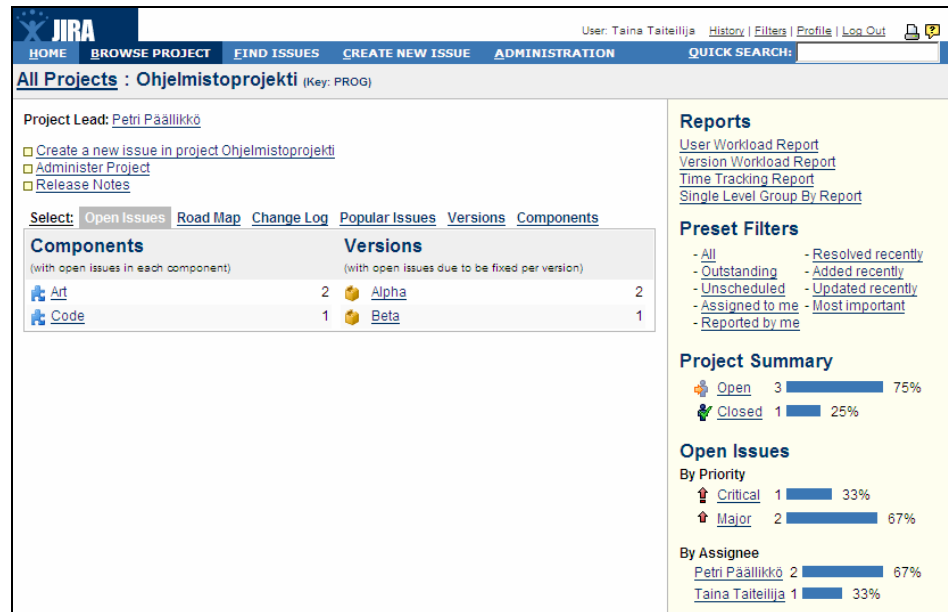 JIRA
User: Taina Taiteilija History | Filters | Profile | Log Out
HOME BROWSE PROJECT FIND ISSUES CREATE NEW ISSUE ADMINISTRATION QUICK SEARCH:
All Projects : Ohjelmistoprojekti (Key: PROG)
Project Lead: Petri Päällikkö
Create a new issue in project Ohjelmistoprojekti
Administer Project
Release Notes
Select: Open Issues Road Map Change Log Popular Issues Versions Components
Components Versions
(with open issues in each component) (with open issues due to be fixed per version)
Art 2 Alpha 2
Code 1 Beta 1
Reports
User Workload Report
Version Workload Report
Time Tracking Report
Single Level Group By Report
Preset Filters
- All - Resolved recently
- Outstanding - Added recently
- Unscheduled - Updated recently
- Assigned to me - Most important
- Reported by me
Project Summary
Open 3 75%
Closed 1 25%
Open Issues
By Priority
Critical 1 33%
Major 2 67%
By Assignee
Petri Päällikkö 2 67%
Taina Taiteilija 1 33%